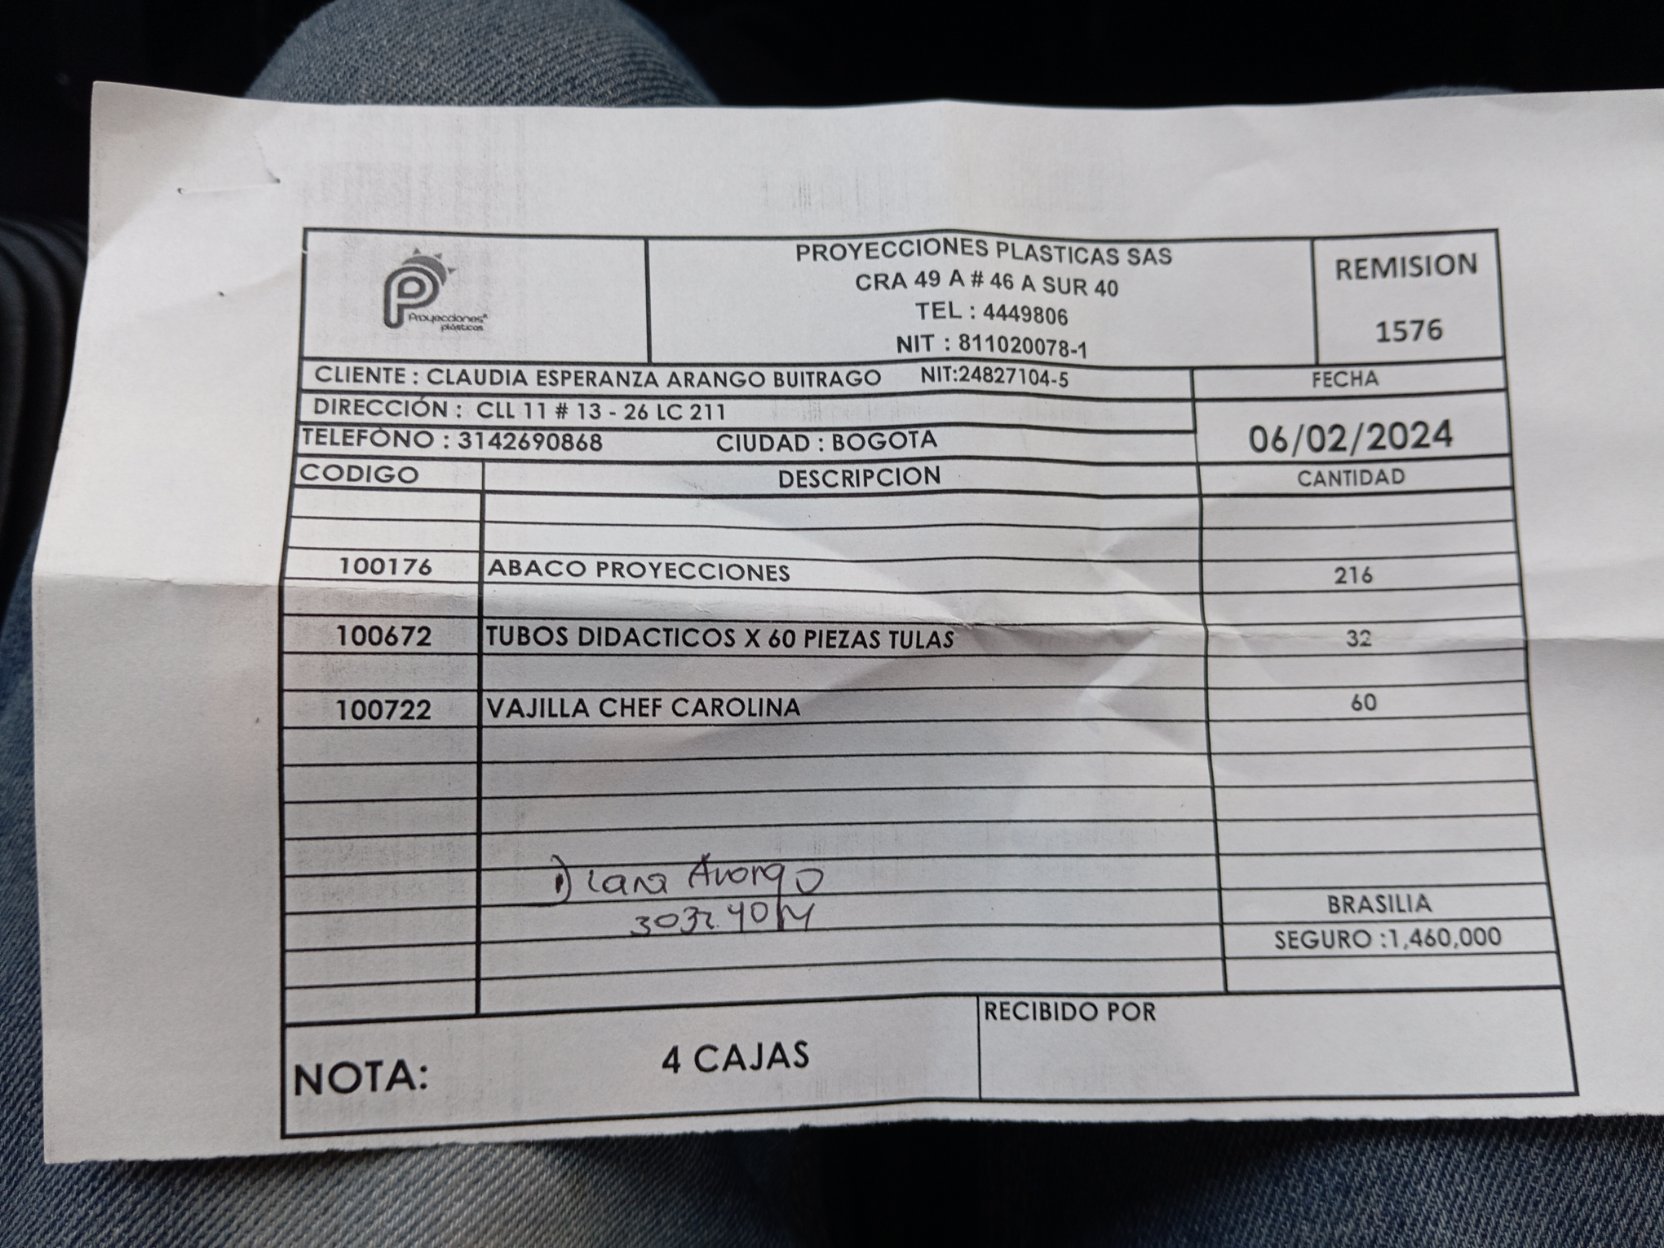 Proyecciones®
plásticos
PROYECCIONES PLASTICAS SAS
CRA 49 A # 46 A SUR 40
TEL : 4449806
NIT : 811020078-1
REMISION
1576
CLIENTE : CLAUDIA ESPERANZA ARANGO BUITRAGO NIT:24827104-5
FECHA
DIRECCIÓN : CLL 11 # 13 - 26 LC 211
06/02/2024
TELEFÓNO : 3142690868 CIUDAD : BOGOTA
CODIGO DESCRIPCION CANTIDAD
100176 ABACO PROYECCIONES 216
100672 TUBOS DIDACTICOS X 60 PIEZAS TULAS 32
100722 VAJILLA CHEF CAROLINA 60
Diana Arango
BRASILIA
SEGURO :1,460,000
NOTA: 4 CAJAS
RECIBIDO POR